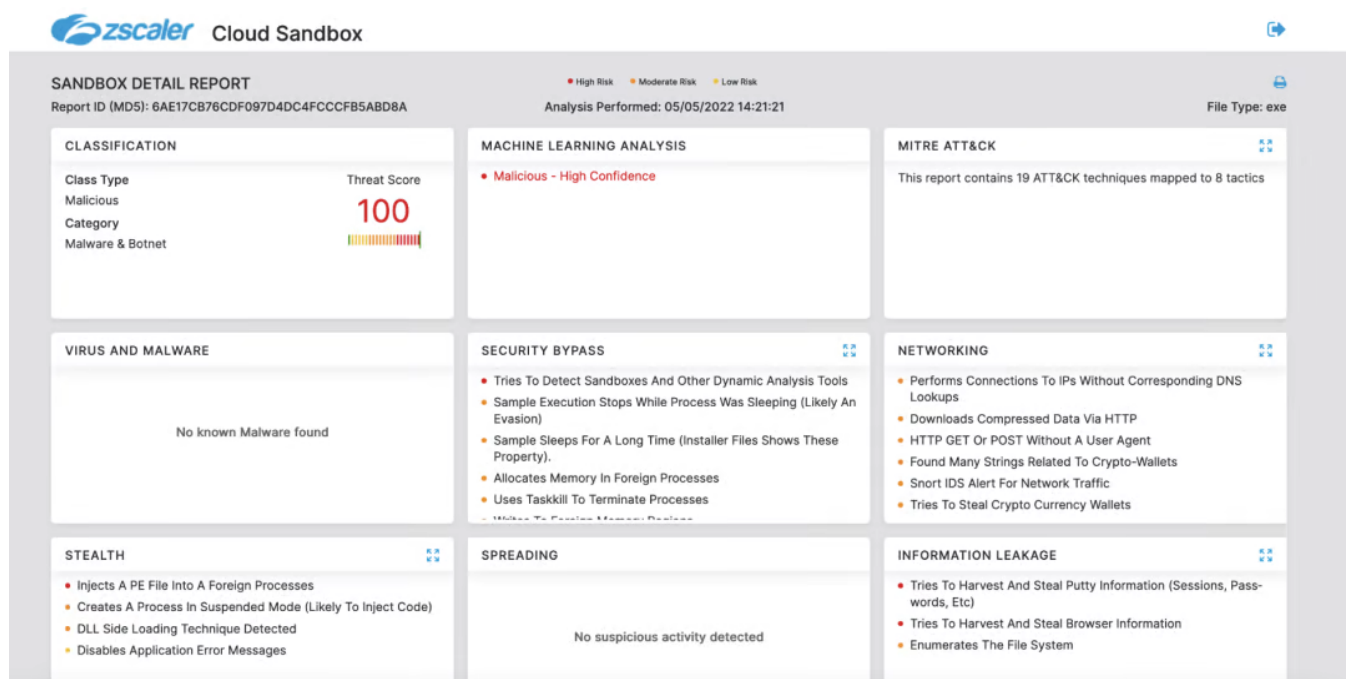 zscaler Cloud Sandbox
SANDBOX DETAIL REPORT
High Risk Moderate Risk Low Risk
Report ID (MD5): 6AE17CB76CDF097D4DC4FCCCFB5ABD8A
Analysis Performed: 05/05/2022 14:21:21
File Type: exe
CLASSIFICATION
Class Type
Malicious
Category
Malware & Botnet
Threat Score
100
MACHINE LEARNING ANALYSIS
Malicious - High Confidence
MITRE ATT&CK
This report contains 19 ATT&CK techniques mapped to 8 tactics
VIRUS AND MALWARE
No known Malware found
SECURITY BYPASS
Tries To Detect Sandboxes And Other Dynamic Analysis Tools
Sample Execution Stops While Process Was Sleeping (Likely An
Evasion)
Sample Sleeps For A Long Time (Installer Files Shows These
Property).
Allocates Memory In Foreign Processes
Uses Taskkill To Terminate Processes
Writes To Foreign Memory Regions
NETWORKING
Performs Connections To IPs Without Corresponding DNS
Lookups
Downloads Compressed Data Via HTTP
HTTP GET Or POST Without A User Agent
Found Many Strings Related To Crypto-Wallets
Snort IDS Alert For Network Traffic
Tries To Steal Crypto Currency Wallets
STEALTH
Injects A PE File Into A Foreign Processes
Creates A Process In Suspended Mode (Likely To Inject Code)
DLL Side Loading Technique Detected
Disables Application Error Messages
SPREADING
No suspicious activity detected
INFORMATION LEAKAGE
Tries To Harvest And Steal Putty Information (Sessions, Pass-
words, Etc)
Tries To Harvest And Steal Browser Information
Enumerates The File System